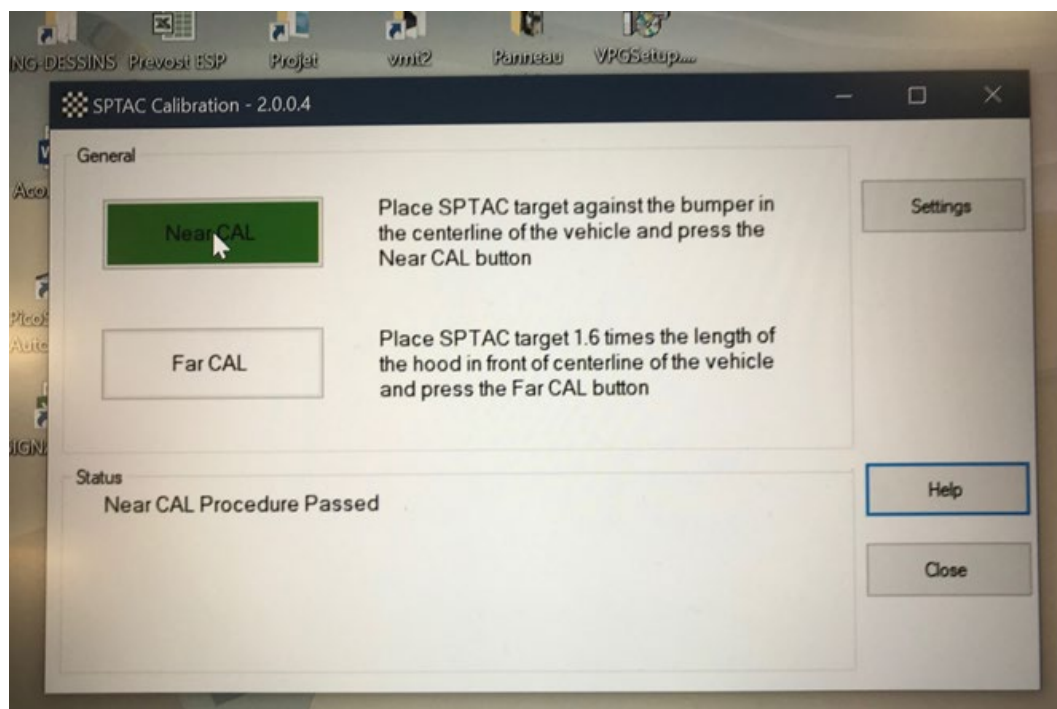 NG-DESSINS Prevost ESP Projet vmt2 Panneau VPGSetup....
SPTAC Calibration - 2.0.0.4
General
Near CAL
Place SPTAC target against the bumper in
the centerline of the vehicle and press the
Near CAL button
Settings
Far CAL
Place SPTAC target 1.6 times the length of
the hood in front of centerline of the vehicle
and press the Far CAL button
Status
Near CAL Procedure Passed
Help
Close